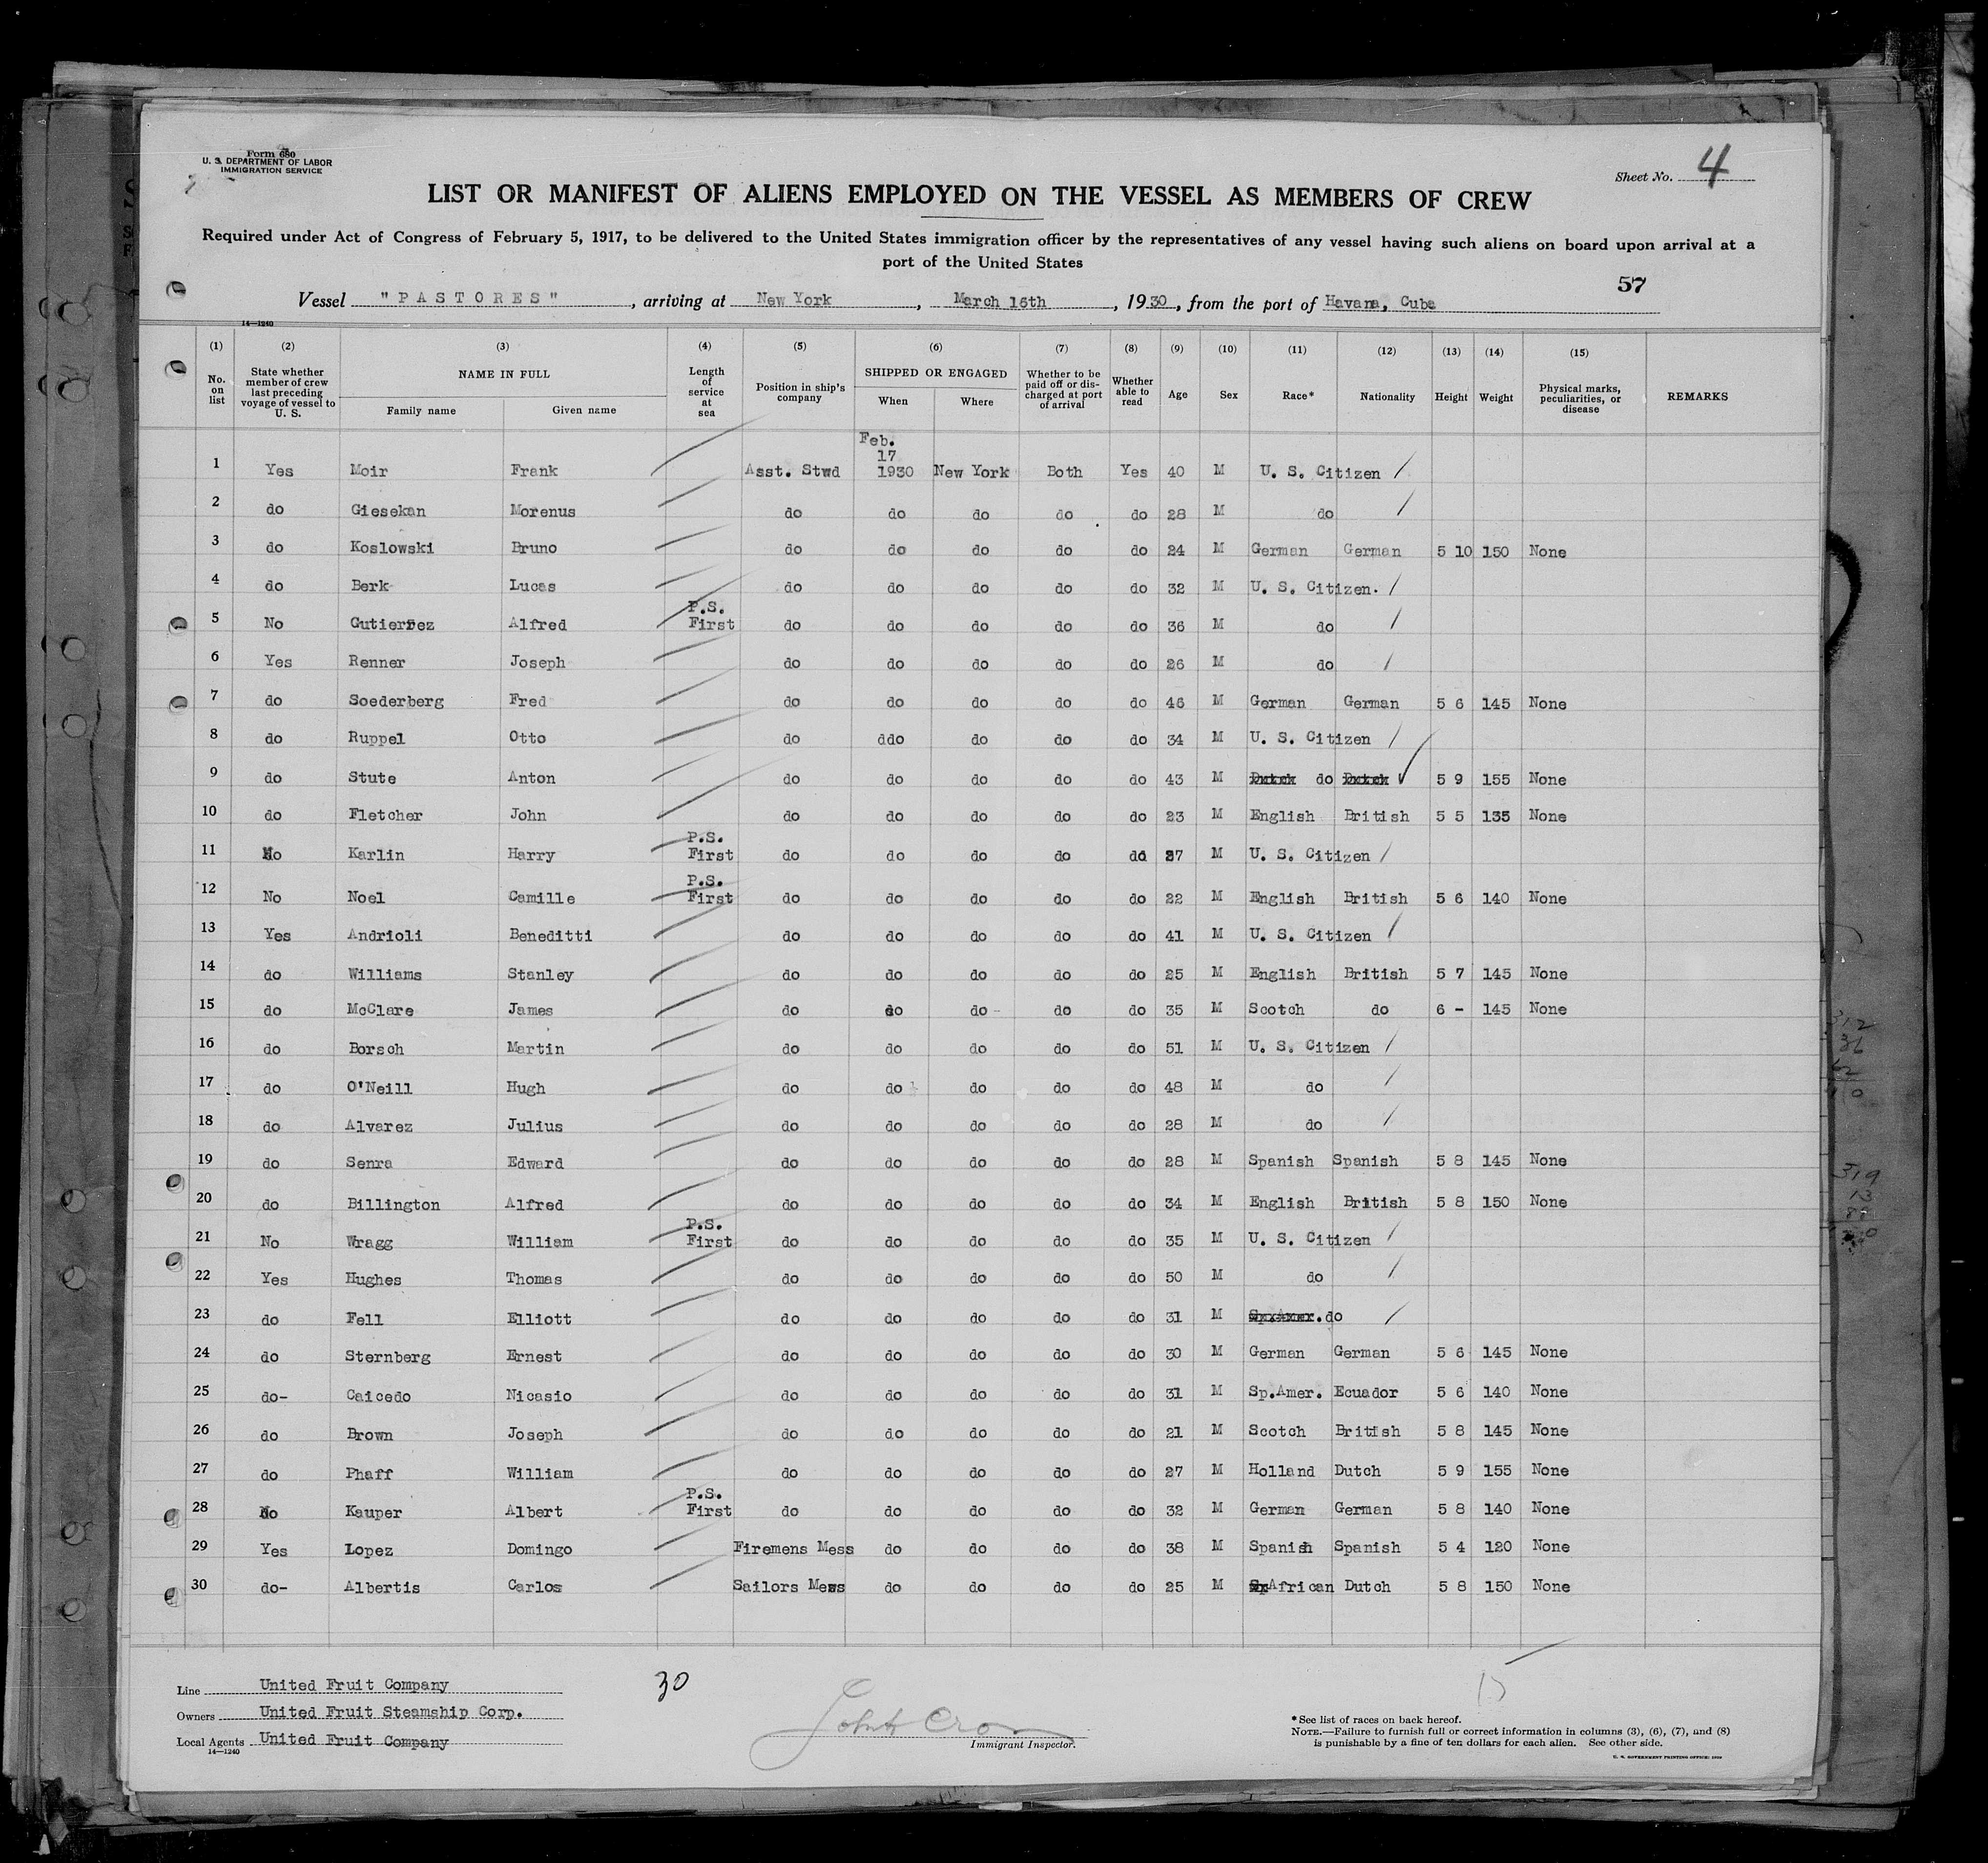 Form 680
U. S. DEPARTMENT OF LABOR
IMMIGRATION SERVICE
Sheet No. 4
LIST OR MANIFEST OF ALIENS EMPLOYED ON THE VESSEL AS MEMBERS OF CREW
Required under Act of Congress of February 5, 1917, to be delivered to the United States immigration officer by the representatives of any vessel having such aliens on board upon arrival at a
port of the United States
57
Vessel "PASTORES", arriving at New York, March 16th, 1930, from the port of Havana, Cuba
14—1240
(1) (2) (3) (4) (5) (6) (7) (8) (9) (10) (11) (12) (13) (14) (15)
No. on list State whether member of crew last preceding voyage of vessel to U. S. NAME IN FULL Family name Given name Length of service at sea Position in ship's company SHIPPED OR ENGAGED When Where Whether to be paid off or discharged at port of arrival Whether able to read Age Sex Race* Nationality Height Weight Physical marks, peculiarities, or disease REMARKS
1 Yes Moir Frank Asst. Stwd Feb. 17 1930 New York Both Yes 40 M U. S. Citizen
2 do Giesekan Morenus do do do do do 28 M do
3 do Koslowski Bruno do do do do do 24 M German German 5 10 150 None
4 do Berk Lucas do do do do do 32 M U. S. Citizen.
5 No Gutierrez Alfred P.S. First do do do do do 36 M do
6 Yes Renner Joseph do do do do do 26 M do
7 do Soederberg Fred do do do do do 46 M German German 5 6 145 None
8 do Ruppel Otto do ddo do do do 34 M U. S. Citizen
9 do Stute Anton do do do do do 43 M Dutch do Dutch 5 9 155 None
10 do Fletcher John do do do do do 23 M English British 5 5 135 None
11 No Karlin Harry P.S. First do do do do do 27 M U. S. Citizen
12 No Noel Camille P.S. First do do do do do 22 M English British 5 6 140 None
13 Yes Andrioli Beneditti do do do do do 41 M U. S. Citizen
14 do Williams Stanley do do do do do 25 M English British 5 7 145 None
15 do McClare James do do do do do 35 M Scotch do 6 - 145 None
16 do Borsch Martin do do do do do 51 M U. S. Citizen
17 do O'Neill Hugh do do do do do 48 M do
18 do Alvarez Julius do do do do do 28 M do
19 do Senra Edward do do do do do 28 M Spanish Spanish 5 8 145 None
20 do Billington Alfred do do do do do 34 M English British 5 8 150 None
21 No Wragg William P.S. First do do do do do 35 M U. S. Citizen
22 Yes Hughes Thomas do do do do do 50 M do
23 do Fell Elliott do do do do do 31 M Sp.Amer. do
24 do Sternberg Ernest do do do do do 30 M German German 5 6 145 None
25 do- Caicedo Nicasio do do do do do 31 M Sp.Amer. Ecuador 5 6 140 None
26 do Brown Joseph do do do do do 21 M Scotch British 5 8 145 None
27 do Phaff William do do do do do 27 M Holland Dutch 5 9 155 None
28 No Kauper Albert P.S. First do do do do do 32 M German German 5 8 140 None
29 Yes Lopez Domingo Firemens Mess do do do do 38 M Spanish Spanish 5 4 120 None
30 do- Albertis Carlos Sailors Mess do do do do 25 M African Dutch 5 8 150 None
Line United Fruit Company
Owners United Fruit Steamship Corp.
Local Agents United Fruit Company
14—1240
30
John Cro
Immigrant Inspector.
15
*See list of races on back hereof.
NOTE.—Failure to furnish full or correct information in columns (3), (6), (7), and (8)
is punishable by a fine of ten dollars for each alien. See other side.